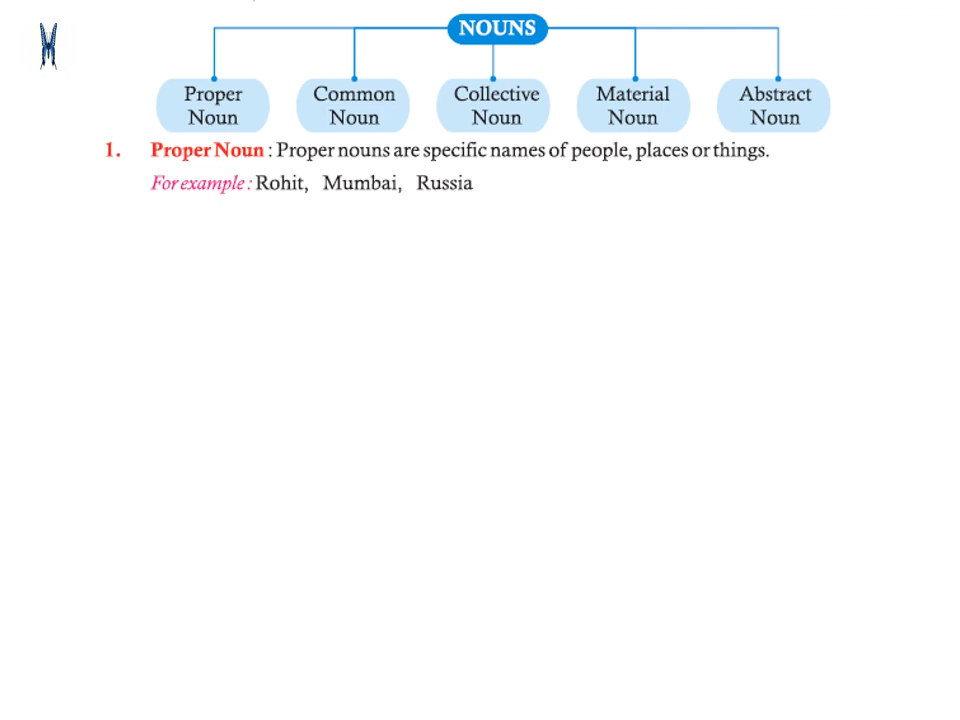 NOUNS
Proper Noun
Common Noun
Collective Noun
Material Noun
Abstract Noun
1. Proper Noun : Proper nouns are specific names of people, places or things.
For example : Rohit, Mumbai, Russia